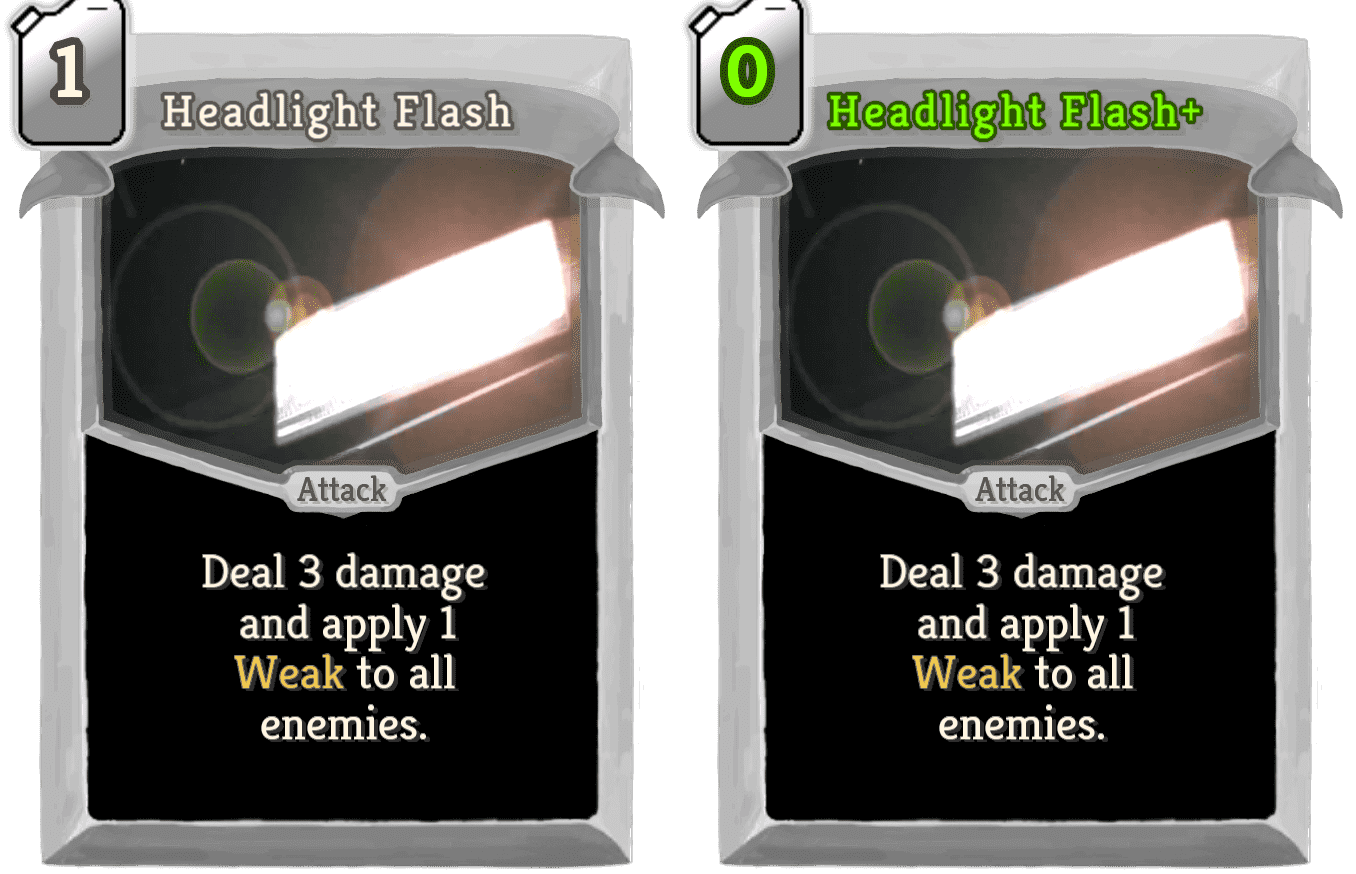 1
Headlight Flash
Attack
Deal 3 damage
and apply 1
Weak to all
enemies.
0
Headlight Flash+
Attack
Deal 3 damage
and apply 1
Weak to all
enemies.